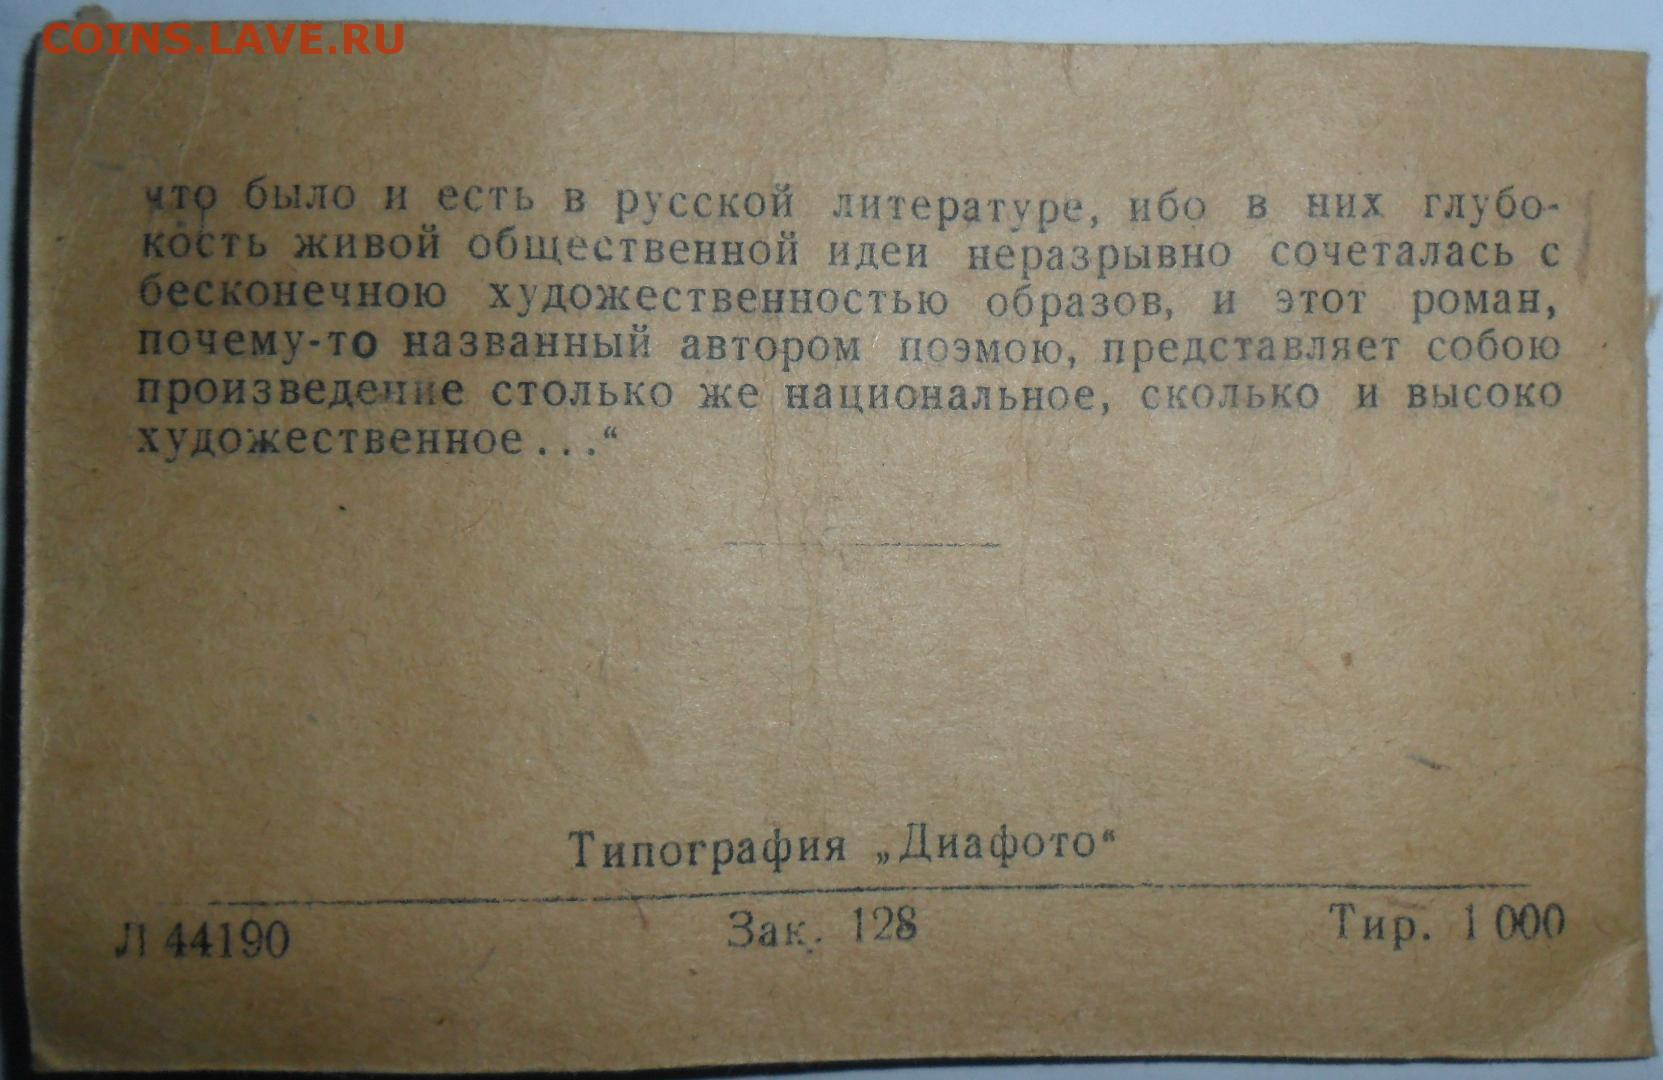 COINS.LAVE.RU
что было и есть в русской литературе, ибо в них глубо-
кость живой общественной идеи неразрывно сочеталась с
бесконечною художественностью образов, и этот роман,
почему-то названный автором поэмою, представляет собою
произведение столько же национальное, сколько и высоко
художественное...“
Типография „Диафото“
Л 44190 Зак. 128 Тир. 1 000